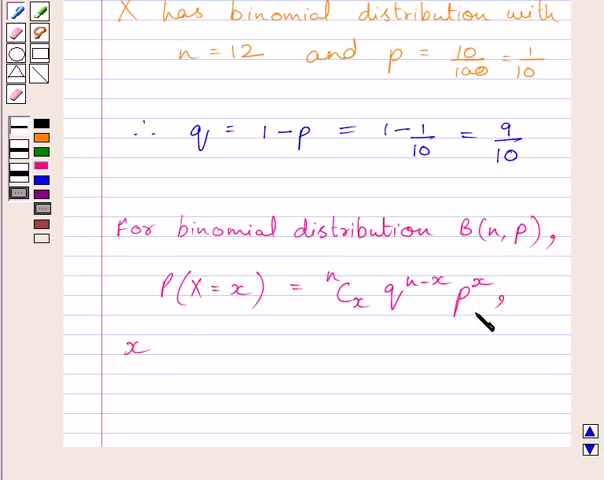 X has binomial distribution with
n = 12 and p = 10/100 = 1/10
∴ q = 1 - p = 1 - 1/10 = 9/10
For binomial distribution B(n, p),
P(X = x) = ⁿCₓ qⁿ⁻ˣ pˣ,
x